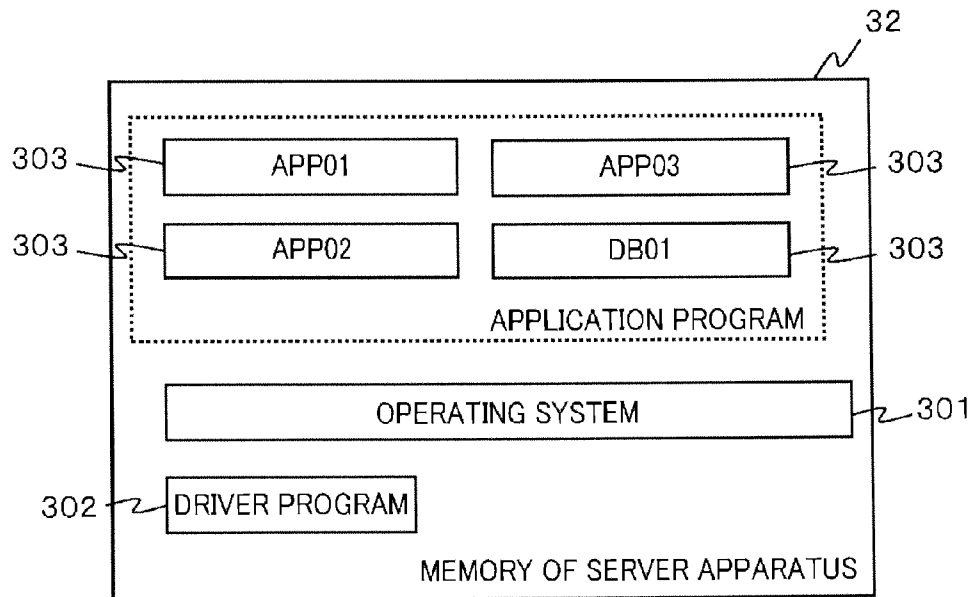 32
303 APP01 APP03 303
303 APP02 DB01 303
APPLICATION PROGRAM
OPERATING SYSTEM 301
302 DRIVER PROGRAM
MEMORY OF SERVER APPARATUS